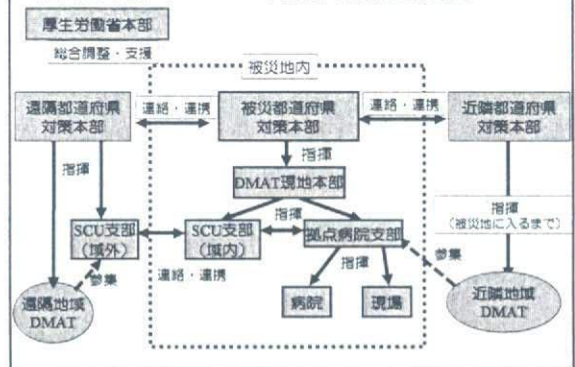 厚生労働省本部
総合調整・支援
被災地内
遠隔都道府県
対策本部
連絡・連携
被災都道府県
対策本部
連絡・連携
近隣都道府県
対策本部
指揮
指揮
DMAT現地本部
指揮
(被災地に入るまで)
SCU支部
(域外)
SCU支部
(域内)
指揮
拠点病院支部
参集
連絡・連携
指揮
参集
遠隔地域
DMAT
病院
現場
近隣地域
DMAT